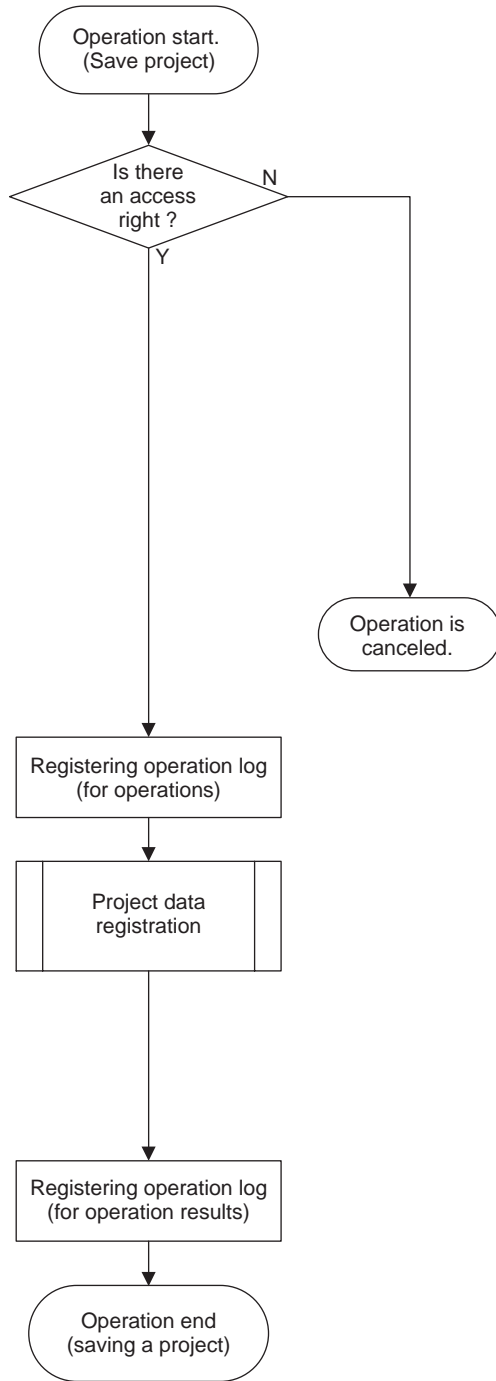 Operation start.
(Save project)
Is there
an access
right ?
N
Y
Operation is
canceled.
Registering operation log
(for operations)
Project data
registration
Registering operation log
(for operation results)
Operation end
(saving a project)